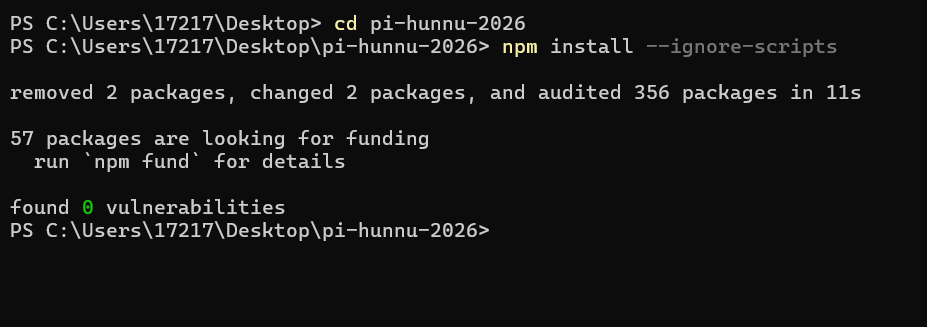 PS C:\Users\17217\Desktop> cd pi-hunnu-2026
PS C:\Users\17217\Desktop\pi-hunnu-2026> npm install --ignore-scripts
removed 2 packages, changed 2 packages, and audited 356 packages in 11s
57 packages are looking for funding
  run `npm fund` for details
found 0 vulnerabilities
PS C:\Users\17217\Desktop\pi-hunnu-2026>